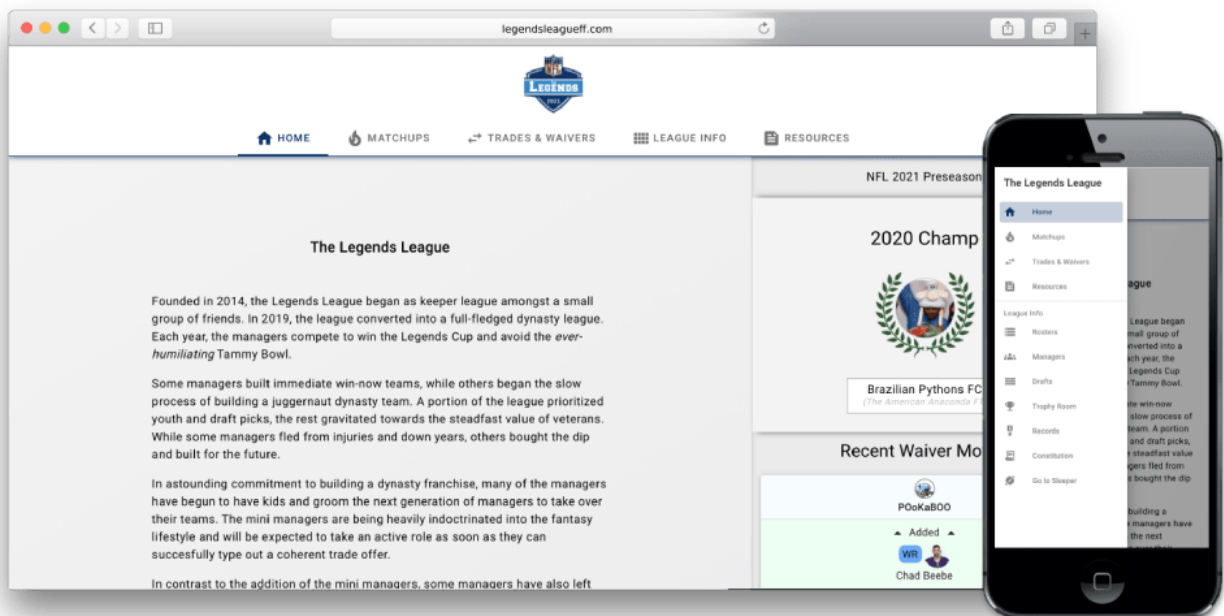 legendsleagueff.com
NFL
LEGENDS
2021
HOME
MATCHUPS
TRADES & WAIVERS
LEAGUE INFO
RESOURCES
The Legends League
Founded in 2014, the Legends League began as keeper league amongst a small
group of friends. In 2019, the league converted into a full-fledged dynasty league.
Each year, the managers compete to win the Legends Cup and avoid the ever-
humiliating Tammy Bowl.
Some managers built immediate win-now teams, while others began the slow
process of building a juggernaut dynasty team. A portion of the league prioritized
youth and draft picks, the rest gravitated towards the steadfast value of veterans.
While some managers fled from injuries and down years, others bought the dip
and built for the future.
In astounding commitment to building a dynasty franchise, many of the managers
have begun to have kids and groom the next generation of managers to take over
their teams. The mini managers are being heavily indoctrinated into the fantasy
lifestyle and will be expected to take an active role as soon as they can
succesfully type out a coherent trade offer.
In contrast to the addition of the mini managers, some managers have also left
NFL 2021 Preseason
2020 Champ
Brazilian Pythons FC
(The American Anaconda F
Recent Waiver Mo
POoKaBOO
Added
WR
Chad Beebe
The Legends League
Home
Matchups
Trades & Waivers
Resources
League Info
Rosters
Managers
Drafts
Trophy Room
Records
Constitution
Go to Sleeper
ague
League began
mall group of
nverted into a
ach year, the
Legends Cup
Tammy Bowl.
te win-now
slow process of
team. A portion
and draft picks,
steadfast value
gers fled from
bought the dip
building a
managers have
the next